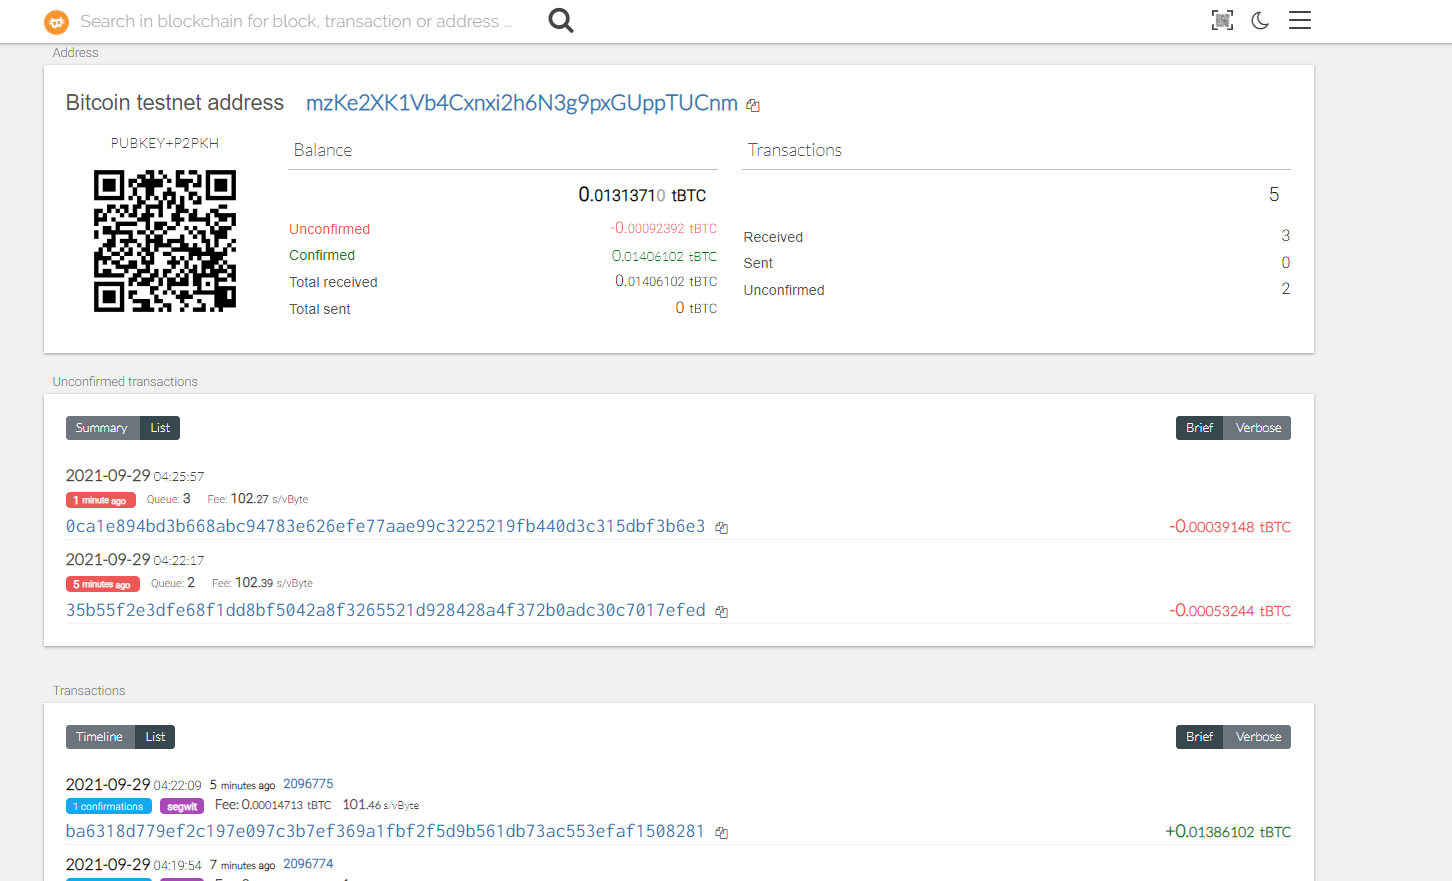 Search in blockchain for block, transaction or address ...
Address
Bitcoin testnet address mzKe2XK1Vb4Cxnxi2h6N3g9pxGUppTUCnm
PUBKEY+P2PKH
Balance
0.01313710 tBTC
Unconfirmed -0.00092392 tBTC
Confirmed 0.01406102 tBTC
Total received 0.01406102 tBTC
Total sent 0 tBTC
Transactions
5
Received 3
Sent 0
Unconfirmed 2
Unconfirmed transactions
Summary List Brief Verbose
2021-09-29 04:25:57
1 minute ago Queue: 3 Fee: 102.27 s/vByte
0ca1e894bd3b668abc94783e626efe77aae99c3225219fb440d3c315dbf3b6e3 -0.00039148 tBTC
2021-09-29 04:22:17
5 minutes ago Queue: 2 Fee: 102.39 s/vByte
35b55f2e3dfe68f1dd8bf5042a8f3265521d928428a4f372b0adc30c7017efed -0.00053244 tBTC
Transactions
Timeline List Brief Verbose
2021-09-29 04:22:09 5 minutes ago 2096775
1 confirmations segwit Fee: 0.00014713 tBTC 101.46 s/vByte
ba6318d779ef2c197e097c3b7ef369a1fbf2f5d9b561db73ac553efaf1508281 +0.01386102 tBTC
2021-09-29 04:19:54 7 minutes ago 2096774